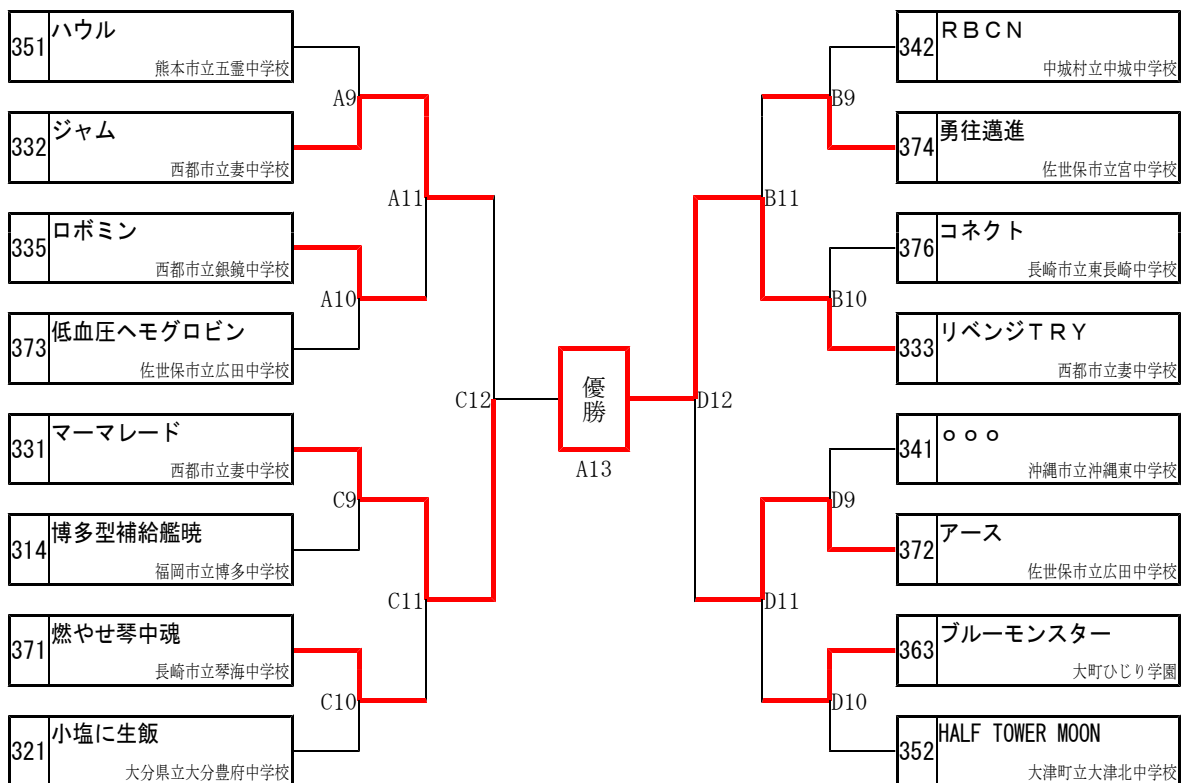 351 ハウル
熊本市立五霊中学校
332 ジャム
西都市立妻中学校
335 ロボミン
西都市立銀鏡中学校
373 低血圧ヘモグロビン
佐世保市立広田中学校
331 マーマレード
西都市立妻中学校
314 博多型補給艦暁
福岡市立博多中学校
371 燃やせ琴中魂
長崎市立琴海中学校
321 小塩に生飯
大分県立大分豊府中学校
A9
A10
A11
C9
C10
C11
C12
優勝
A13
D12
B11
B9
B10
D11
D9
D10
342 ＲＢＣＮ
中城村立中城中学校
374 勇往邁進
佐世保市立宮中学校
376 コネクト
長崎市立東長崎中学校
333 リベンジＴＲＹ
西都市立妻中学校
341 ｏｏｏ
沖縄市立沖縄東中学校
372 アース
佐世保市立広田中学校
363 ブルーモンスター
大町ひじり学園
352 HALF TOWER MOON
大津町立大津北中学校